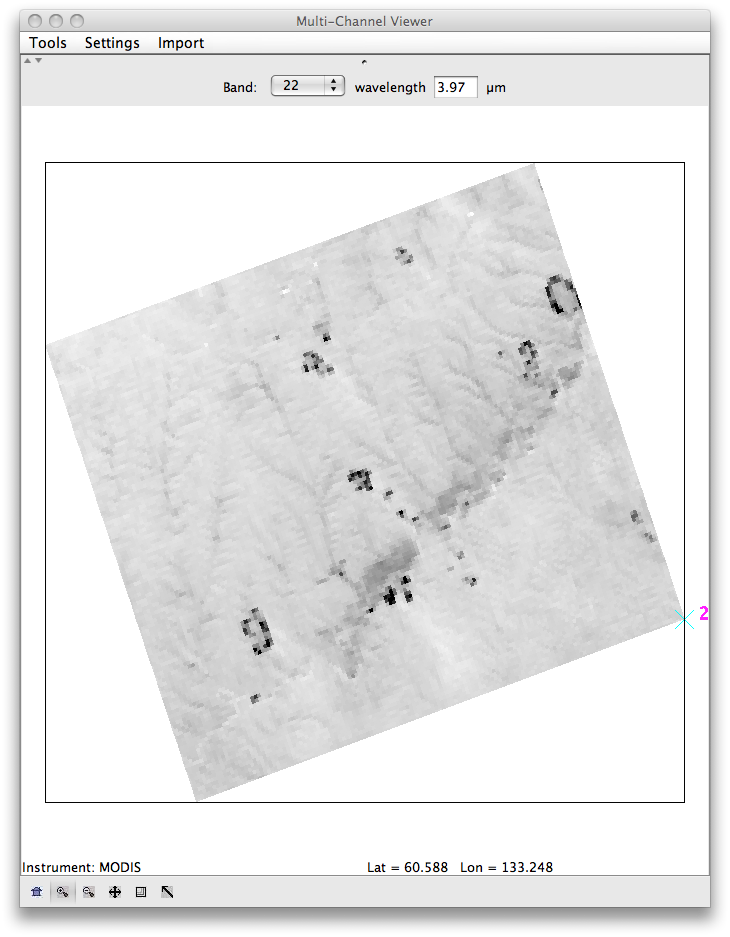 Multi-Channel Viewer
Tools Settings Import
Band: 22 wavelength 3.97 µm
2
Instrument: MODIS Lat = 60.588 Lon = 133.248